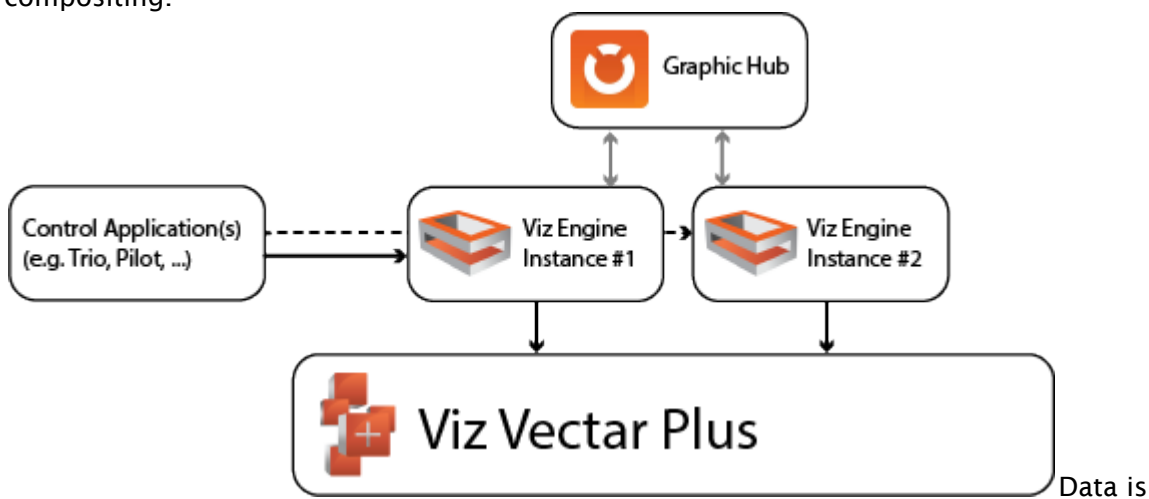 compositing.
Graphic Hub
Control Application(s)
(e.g. Trio, Pilot, ...)
Viz Engine
Instance #1
Viz Engine
Instance #2
Viz Vectar Plus
Data is